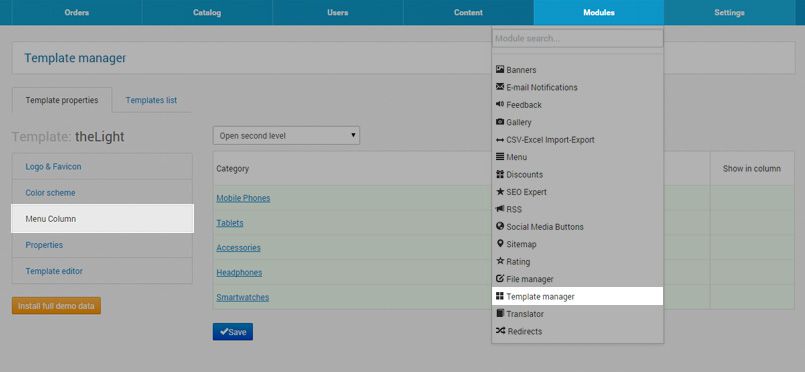 Orders
Catalog
Users
Content
Modules
Settings
Module search...
Template manager
Template properties
Templates list
Template: theLight
Logo & Favicon
Color scheme
Menu Column
Properties
Template editor
Install full demo data
Open second level
Category
Show in column
Mobile Phones
Tablets
Accessories
Headphones
Smartwatches
Save
Banners
E-mail Notifications
Feedback
Gallery
CSV-Excel Import-Export
Menu
Discounts
SEO Expert
RSS
Social Media Buttons
Sitemap
Rating
File manager
Template manager
Translator
Redirects